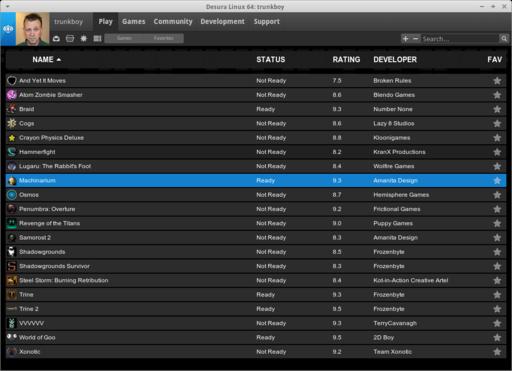 Desura Linux 64: trunkboy
trunkboy Play Games Community Development Support
Games Favorites Search...
NAME STATUS RATING DEVELOPER FAV
And Yet It Moves Not Ready 7.5 Broken Rules
Atom Zombie Smasher Not Ready 8.6 Blendo Games
Braid Ready 9.3 Number None
Cogs Not Ready 8.6 Lazy 8 Studios
Crayon Physics Deluxe Not Ready 8.8 Kloonigames
Hammerfight Not Ready 8.2 KranX Productions
Lugaru: The Rabbit's Foot Not Ready 8.4 Wolfire Games
Machinarium Ready 9.3 Amanita Design
Osmos Not Ready 8.7 Hemisphere Games
Penumbra: Overture Not Ready 9.2 Frictional Games
Revenge of the Titans Not Ready 9.0 Puppy Games
Samorost 2 Not Ready 8.3 Amanita Design
Shadowgrounds Not Ready 8.5 Frozenbyte
Shadowgrounds Survivor Not Ready 8.3 Frozenbyte
Steel Storm: Burning Retribution Not Ready 8.4 Kot-in-Action Creative Artel
Trine Ready 9.3 Frozenbyte
Trine 2 Ready 9.5 Frozenbyte
VVVVVV Not Ready 9.3 TerryCavanagh
World of Goo Ready 9.5 2D Boy
Xonotic Not Ready 9.2 Team Xonotic